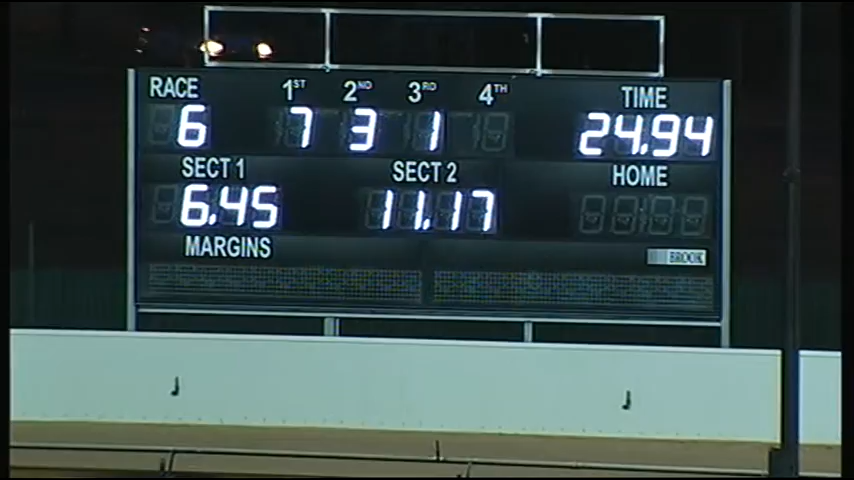 RACE 1ST 2ND 3RD 4TH TIME
6 7 3 1 24.94
SECT 1 SECT 2 HOME
6.45 11.17
MARGINS
BROOK